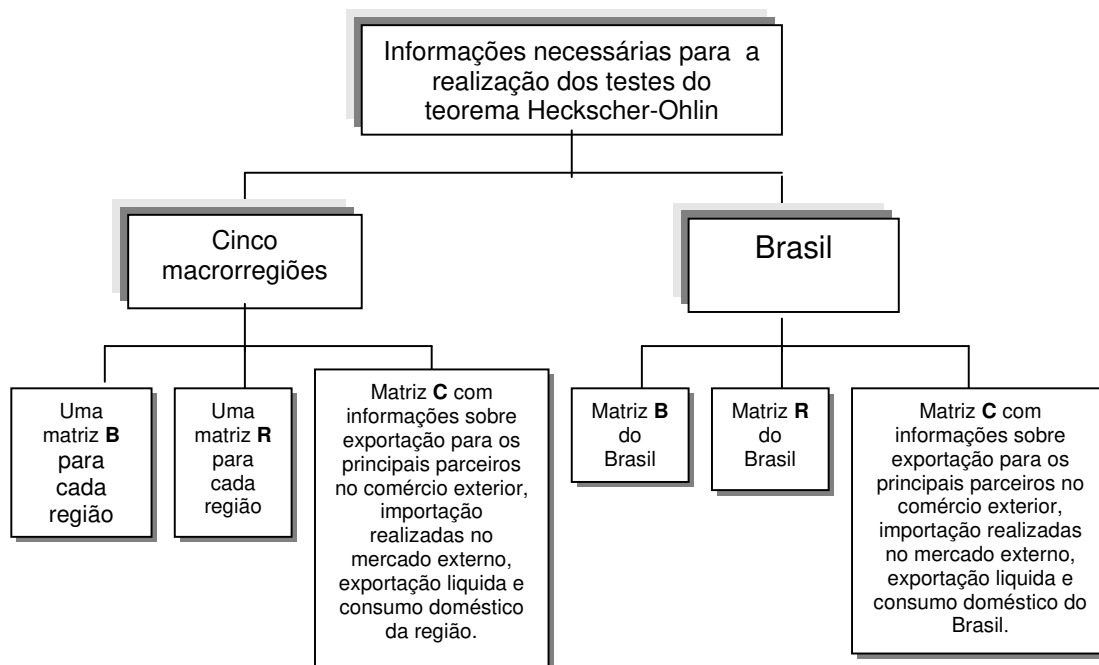 Informações necessárias para a
realização dos testes do
teorema Heckscher-Ohlin
Cinco
macrorregiões
Brasil
Uma
matriz B
para
cada
região
Uma
matriz R
para
cada
região
Matriz C com
informações sobre
exportação para os
principais parceiros
no comércio exterior,
importação
realizadas no
mercado externo,
exportação liquida e
consumo doméstico
da região.
Matriz B
do
Brasil
Matriz R
do
Brasil
Matriz C com
informações sobre
exportação para os
principais parceiros no
comércio exterior,
importação realizadas
no mercado externo,
exportação liquida e
consumo doméstico do
Brasil.